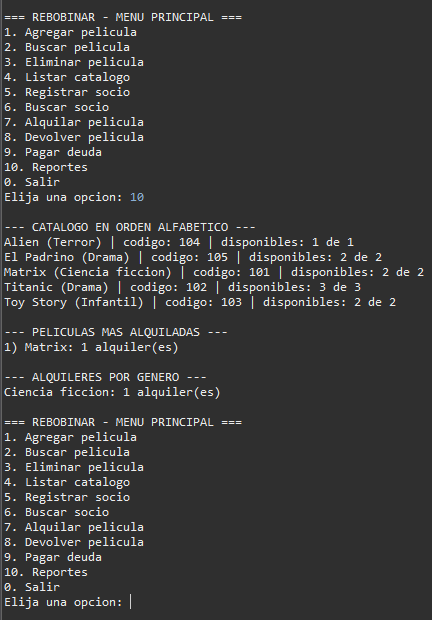 === REBOBINAR - MENU PRINCIPAL ===
1. Agregar pelicula
2. Buscar pelicula
3. Eliminar pelicula
4. Listar catalogo
5. Registrar socio
6. Buscar socio
7. Alquilar pelicula
8. Devolver pelicula
9. Pagar deuda
10. Reportes
0. Salir
Elija una opcion: 10
--- CATALOGO EN ORDEN ALFABETICO ---
Alien (Terror) | codigo: 104 | disponibles: 1 de 1
El Padrino (Drama) | codigo: 105 | disponibles: 2 de 2
Matrix (Ciencia ficcion) | codigo: 101 | disponibles: 2 de 2
Titanic (Drama) | codigo: 102 | disponibles: 3 de 3
Toy Story (Infantil) | codigo: 103 | disponibles: 2 de 2
--- PELICULAS MAS ALQUILADAS ---
1) Matrix: 1 alquiler(es)
--- ALQUILERES POR GENERO ---
Ciencia ficcion: 1 alquiler(es)
=== REBOBINAR - MENU PRINCIPAL ===
1. Agregar pelicula
2. Buscar pelicula
3. Eliminar pelicula
4. Listar catalogo
5. Registrar socio
6. Buscar socio
7. Alquilar pelicula
8. Devolver pelicula
9. Pagar deuda
10. Reportes
0. Salir
Elija una opcion: